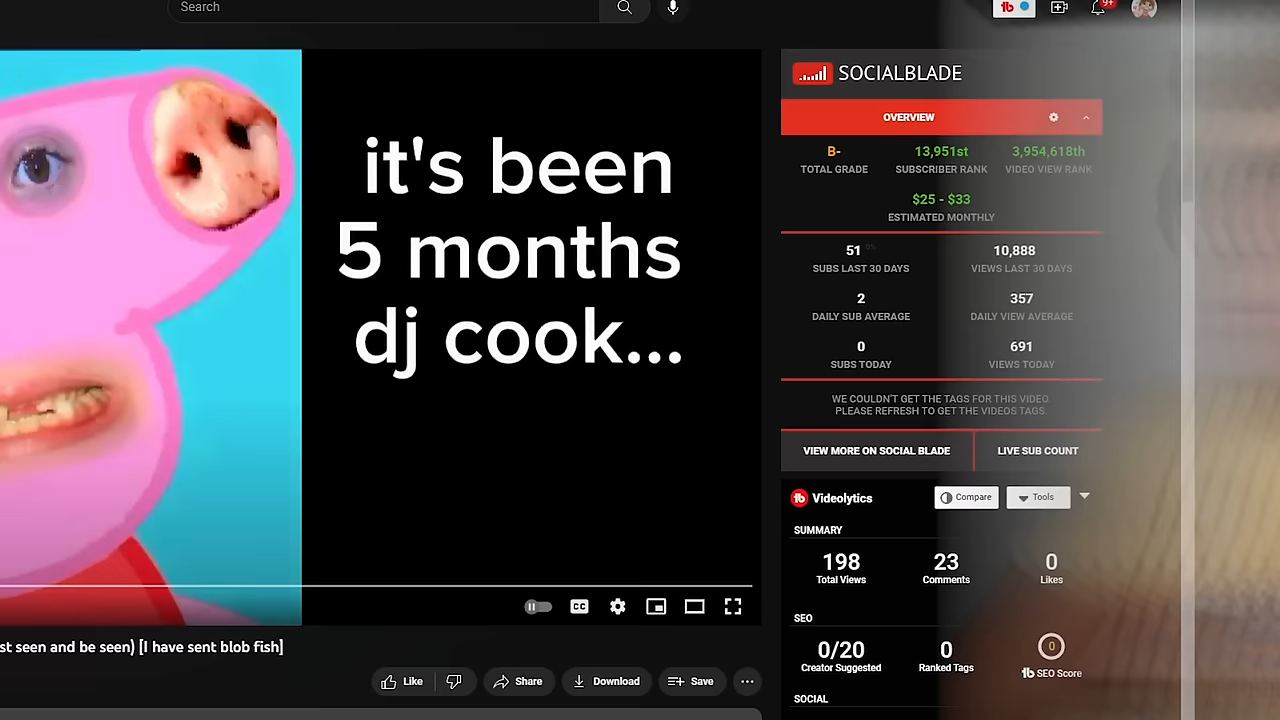 Search
9+
it's been
5 months
dj cook...
st seen and be seen) [I have sent blob fish]
Like
Share
Download
Save
SOCIALBLADE
OVERVIEW
B-
TOTAL GRADE
13,951st
SUBSCRIBER RANK
3,954,618th
VIDEO VIEW RANK
$25 - $33
ESTIMATED MONTHLY
51 0%
SUBS LAST 30 DAYS
10,888
VIEWS LAST 30 DAYS
2
DAILY SUB AVERAGE
357
DAILY VIEW AVERAGE
0
SUBS TODAY
691
VIEWS TODAY
WE COULDN'T GET THE TAGS FOR THIS VIDEO
PLEASE REFRESH TO GET THE VIDEOS TAGS.
VIEW MORE ON SOCIAL BLADE
LIVE SUB COUNT
tb Videolytics
Compare
Tools
SUMMARY
198
Total Views
23
Comments
0
Likes
SEO
0/20
Creator Suggested
0
Ranked Tags
0
tb SEO Score
SOCIAL